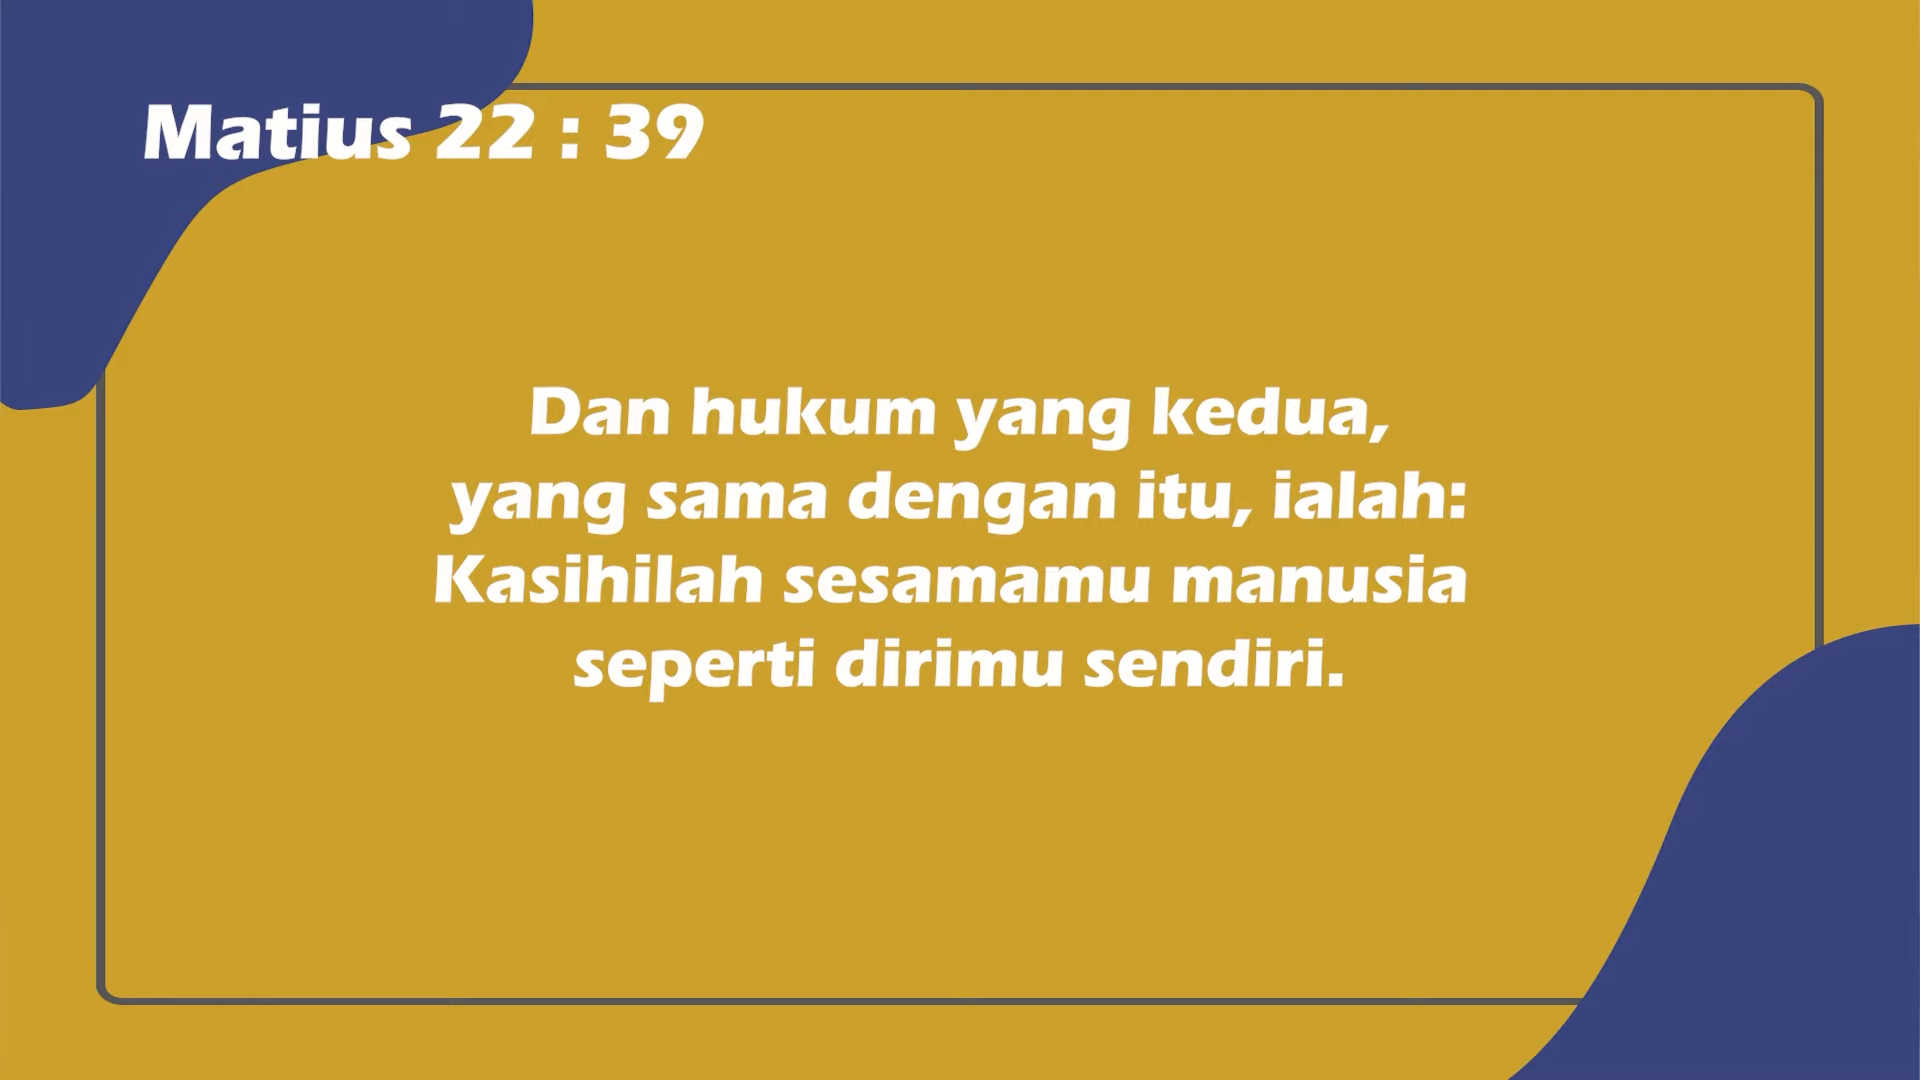 Matius 22 : 39
Dan hukum yang kedua,
yang sama dengan itu, ialah:
Kasihilah sesamamu manusia
seperti dirimu sendiri.